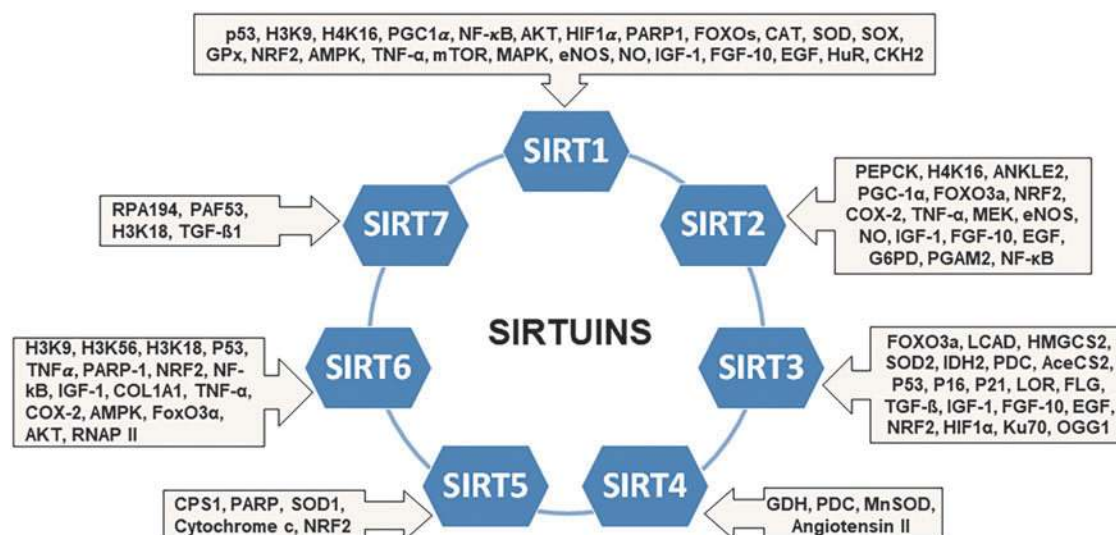 p53, H3K9, H4K16, PGC1α, NF-κB, AKT, HIF1α, PARP1, FOXOs, CAT, SOD, SOX,
GPx, NRF2, AMPK, TNF-α, mTOR, MAPK, eNOS, NO, IGF-1, FGF-10, EGF, HuR, CKH2
SIRT1
PEPCK, H4K16, ANKLE2,
PGC-1α, FOXO3a, NRF2,
COX-2, TNF-α, MEK, eNOS,
NO, IGF-1, FGF-10, EGF,
G6PD, PGAM2, NF-κB
SIRT2
RPA194, PAF53,
H3K18, TGF-ß1
SIRT7
SIRTUINS
FOXO3a, LCAD, HMGCS2,
SOD2, IDH2, PDC, AceCS2,
P53, P16, P21, LOR, FLG,
TGF-ß, IGF-1, FGF-10, EGF,
NRF2, HIF1α, Ku70, OGG1
SIRT3
H3K9, H3K56, H3K18, P53,
TNFα, PARP-1, NRF2, NF-
kB, IGF-1, COL1A1, TNF-α,
COX-2, AMPK, FoxO3α,
AKT, RNAP II
SIRT6
CPS1, PARP, SOD1,
Cytochrome c, NRF2
SIRT5
SIRT4
GDH, PDC, MnSOD,
Angiotensin II